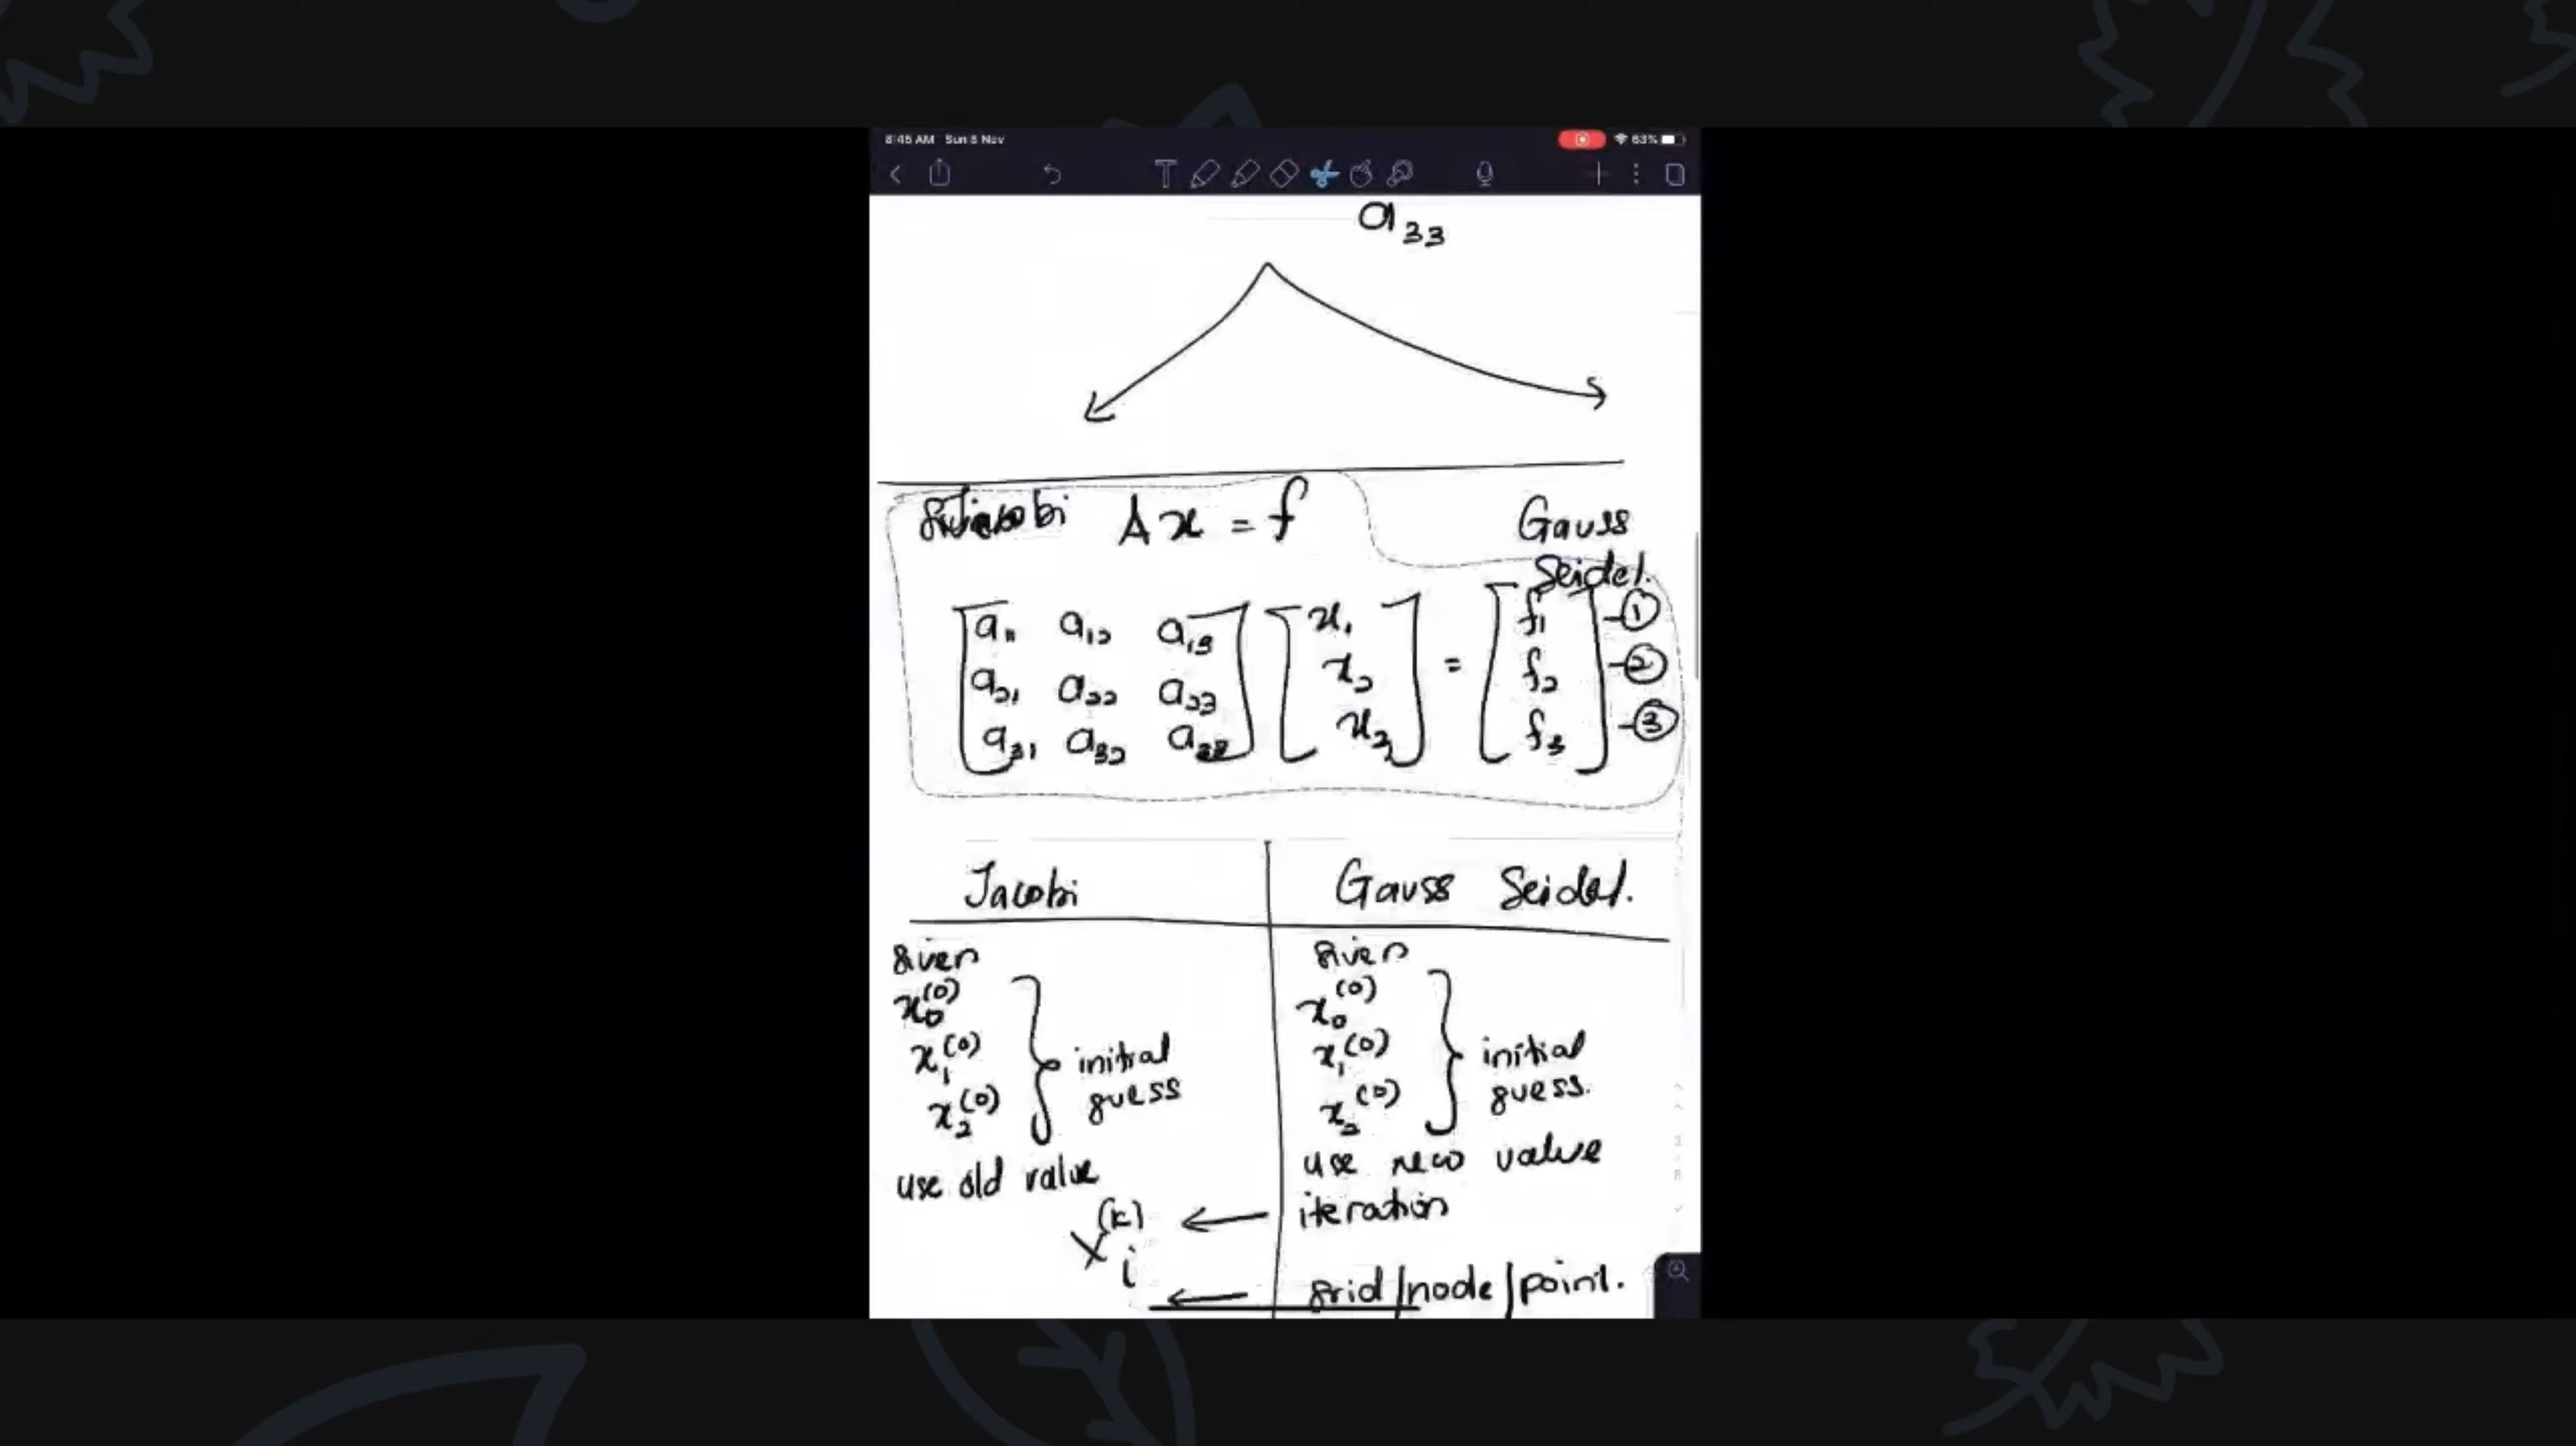 8:45 AM Sun 5 Nov
63%
a33
Jacobi Ax = f
Gauss
Seidel.
a11 a12 a13 x1 f1 -①
a21 a22 a23 x2 = f2 -②
a31 a32 a33 x3 f3 -③
Jacobi
Gauss Seidel.
given
x0^(0)
x1^(0)
x2^(0)
initial
guess
use old value
given
x0^(0)
x1^(0)
x2^(0)
initial
guess.
use new value
x_i^(k) ← iteration
← grid/node/point.